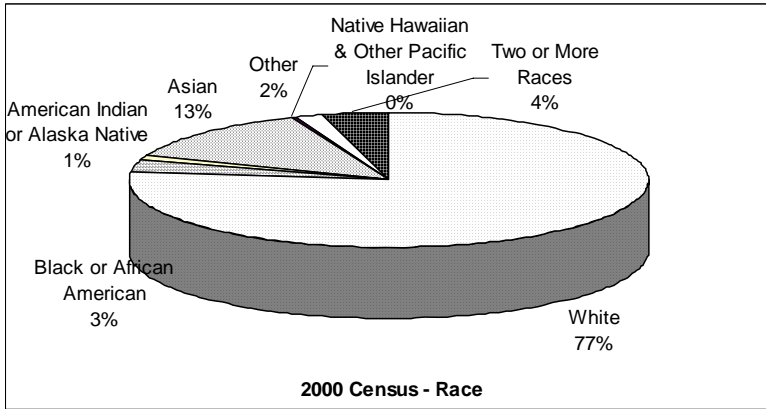 Native Hawaiian
& Other Pacific
Islander
0%
Two or More
Races
4%
Other
2%
Asian
13%
American Indian
or Alaska Native
1%
Black or African
American
3%
White
77%
2000 Census - Race